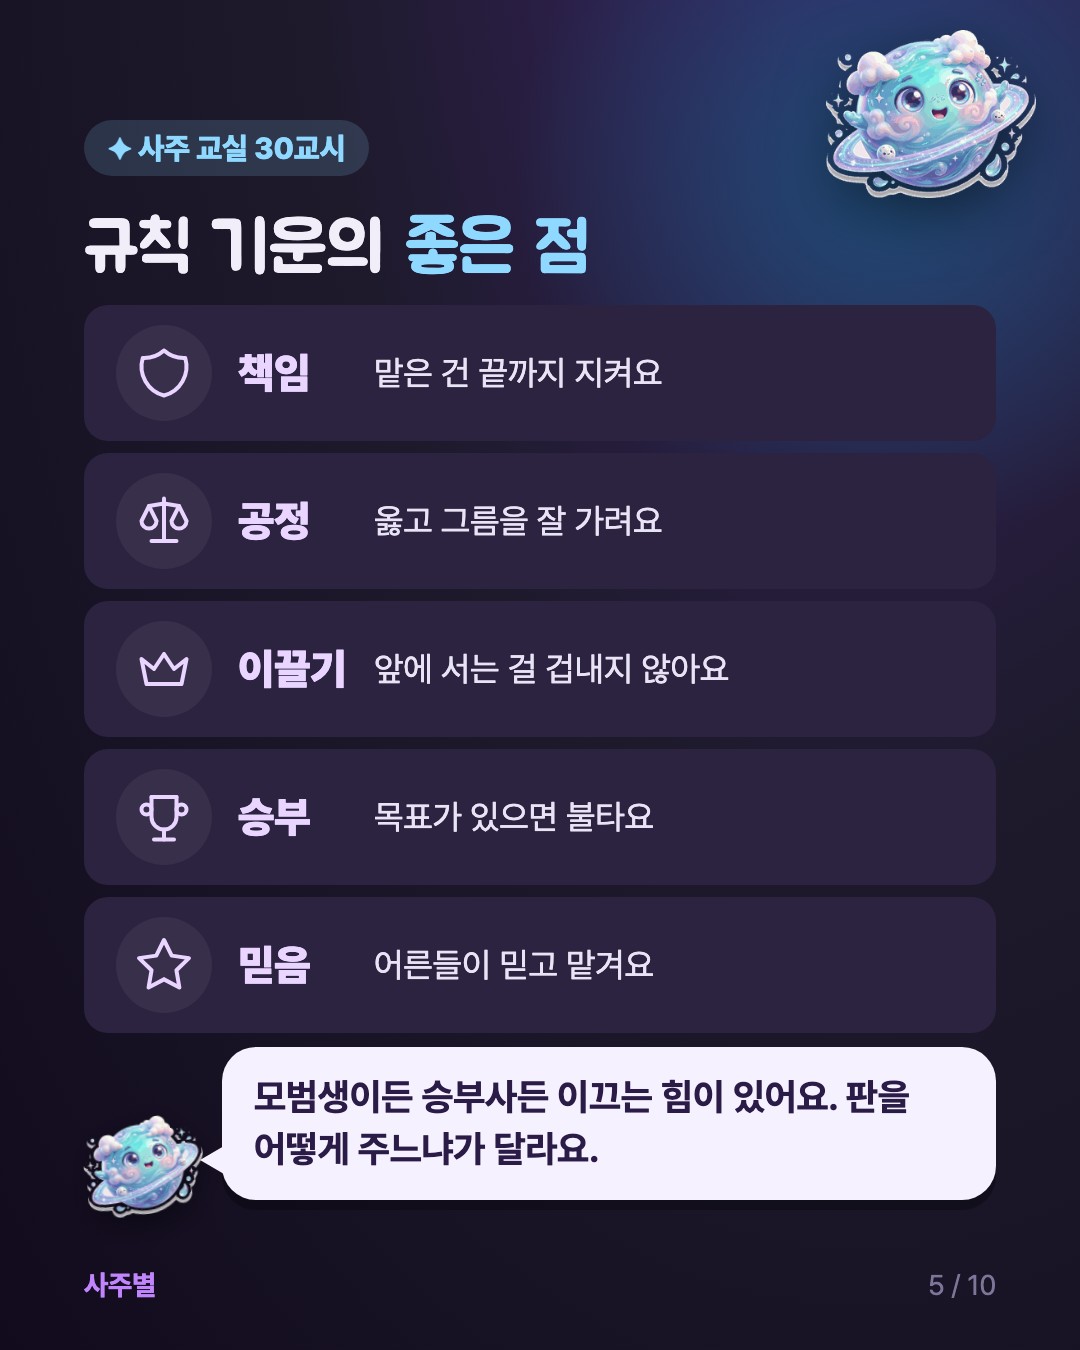 ✦ 사주 교실 30교시
규칙 기운의 좋은 점
책임 맡은 건 끝까지 지켜요
공정 옳고 그름을 잘 가려요
이끌기 앞에 서는 걸 겁내지 않아요
승부 목표가 있으면 불타요
믿음 어른들이 믿고 맡겨요
모범생이든 승부사든 이끄는 힘이 있어요. 판을
어떻게 주느냐가 달라요.
사주별
5 / 10